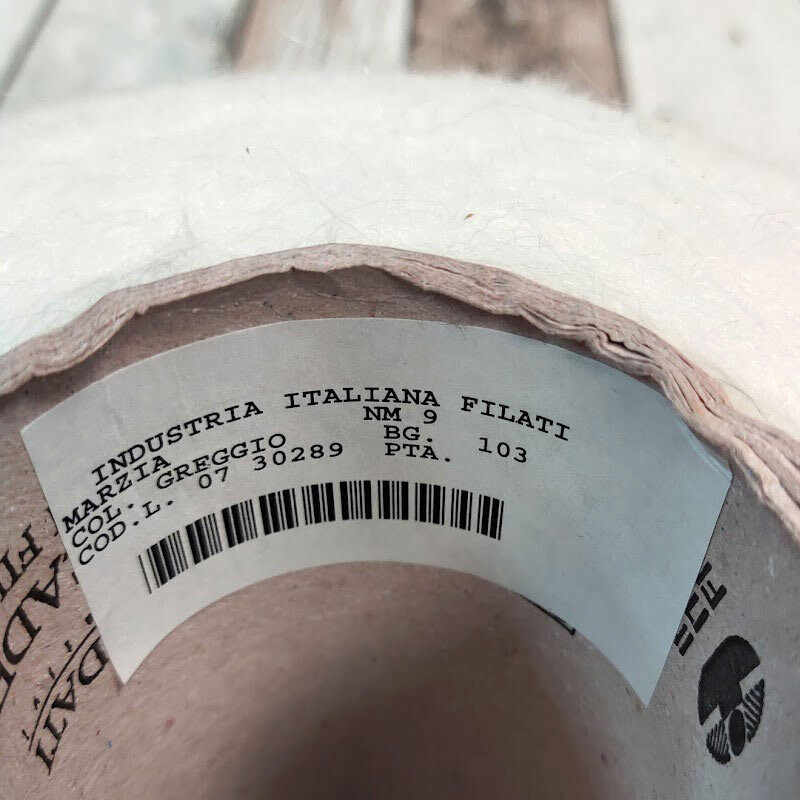 INDUSTRIA ITALIANA FILATI
MARZIA NM 9
COL. GREGGIO BG. 103
COD.L. 07 30289 PTA.